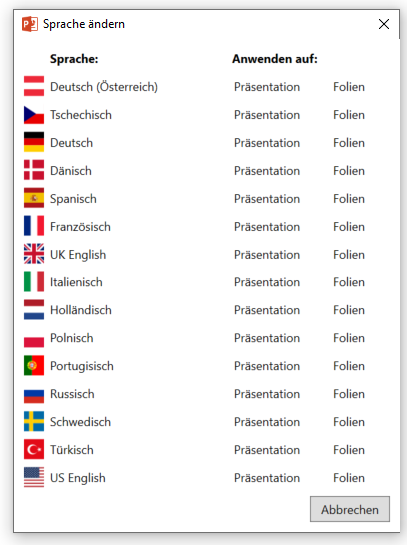 Sprache ändern
Sprache: Anwenden auf:
Deutsch (Österreich) Präsentation Folien
Tschechisch Präsentation Folien
Deutsch Präsentation Folien
Dänisch Präsentation Folien
Spanisch Präsentation Folien
Französisch Präsentation Folien
UK English Präsentation Folien
Italienisch Präsentation Folien
Holländisch Präsentation Folien
Polnisch Präsentation Folien
Portugisisch Präsentation Folien
Russisch Präsentation Folien
Schwedisch Präsentation Folien
Türkisch Präsentation Folien
US English Präsentation Folien
Abbrechen